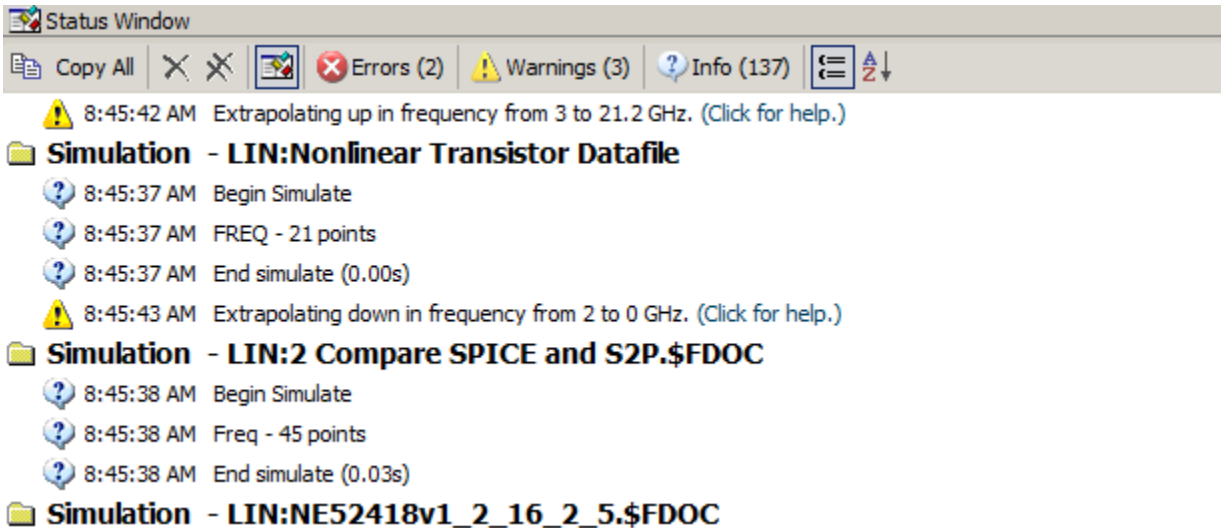 Status Window
Copy All Errors (2) Warnings (3) Info (137)
8:45:42 AM Extrapolating up in frequency from 3 to 21.2 GHz. (Click for help.)
Simulation - LIN:Nonlinear Transistor Datafile
8:45:37 AM Begin Simulate
8:45:37 AM FREQ - 21 points
8:45:37 AM End simulate (0.00s)
8:45:43 AM Extrapolating down in frequency from 2 to 0 GHz. (Click for help.)
Simulation - LIN:2 Compare SPICE and S2P.$FDOC
8:45:38 AM Begin Simulate
8:45:38 AM Freq - 45 points
8:45:38 AM End simulate (0.03s)
Simulation - LIN:NE52418v1_2_16_2_5.$FDOC